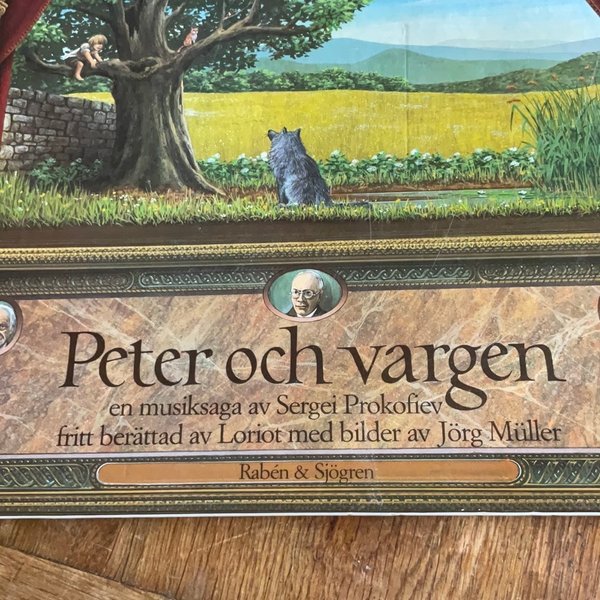 Peter och vargen
en musiksaga av Sergei Prokofiev
fritt berättad av Loriot med bilder av Jörg Müller
Rabén & Sjögren